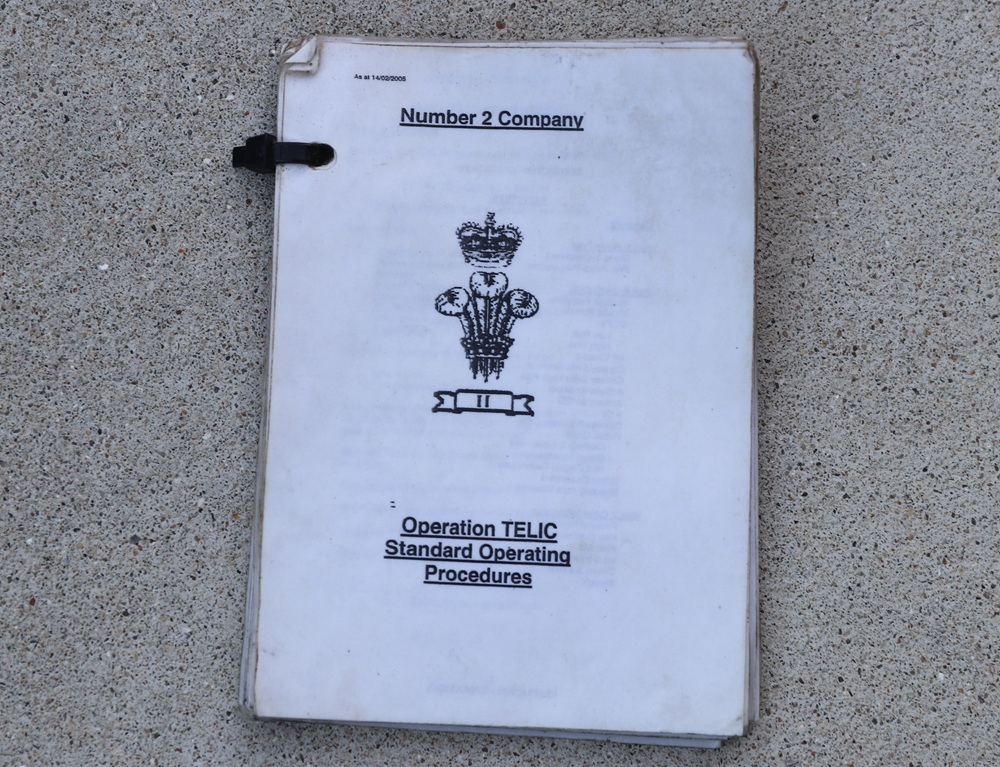 As at 14/02/2005
Number 2 Company
II
Operation TELIC
Standard Operating
Procedures